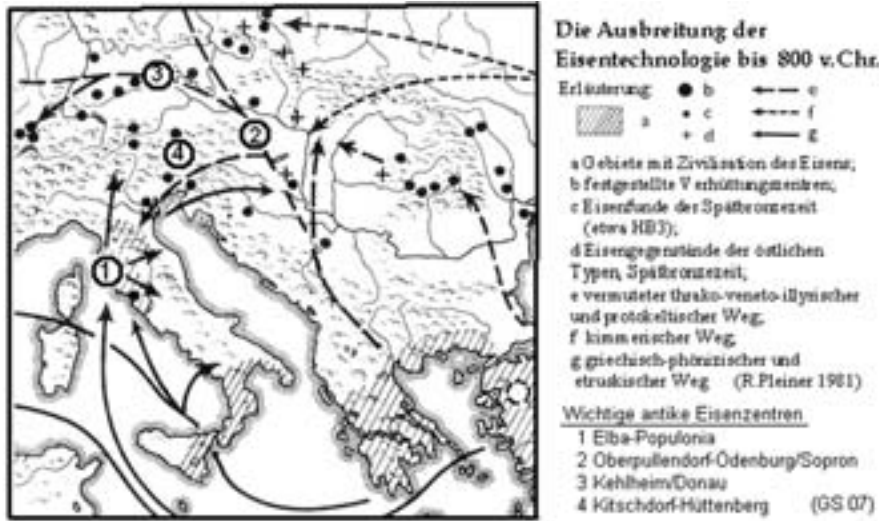 Die Ausbreitung der
Eisentechnologie bis 800 v.Chr.
Erläuterung: b e
c f
a d g
a Gebiete mit Zivilisation des Eisens;
b festgestellte Verhüttungszentren;
c Eisenfunde der Spätbronzezeit
(etwa HB3);
d Eisengegenstände der östlichen
Typen, Spätbronzezeit;
e vermuteter thrako-veneto-illyrischer
und protokeltischer Weg;
f kimmerischer Weg;
g griechisch-phönizischer und
etruskischer Weg (R.Pleiner 1981)
Wichtige antike Eisenzentren
1 Elba-Populonia
2 Oberpullendorf-Ödenburg/Sopron
3 Kehlheim/Donau
4 Kitschdorf-Hüttenberg (GS 07)
3
2
4
1